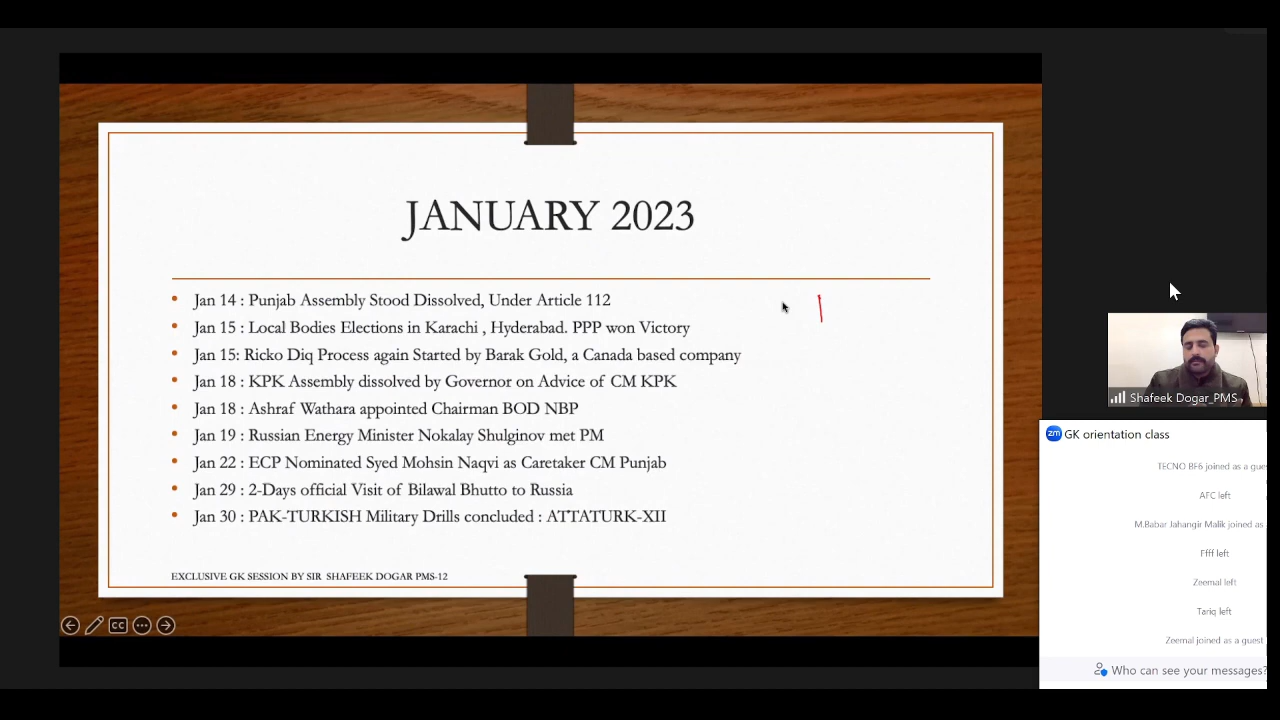 JANUARY 2023
• Jan 14 : Punjab Assembly Stood Dissolved, Under Article 112
• Jan 15 : Local Bodies Elections in Karachi , Hyderabad. PPP won Victory
• Jan 15: Ricko Diq Process again Started by Barak Gold, a Canada based company
• Jan 18 : KPK Assembly dissolved by Governor on Advice of CM KPK
• Jan 18 : Ashraf Wathara appointed Chairman BOD NBP
• Jan 19 : Russian Energy Minister Nokalay Shulginov met PM
• Jan 22 : ECP Nominated Syed Mohsin Naqvi as Caretaker CM Punjab
• Jan 29 : 2-Days official Visit of Bilawal Bhutto to Russia
• Jan 30 : PAK-TURKISH Military Drills concluded : ATTATURK-XII
EXCLUSIVE GK SESSION BY SIR SHAFEEK DOGAR PMS-12
CC
Shafeek Dogar_PMS
zm GK orientation class
TECNO BF6 joined as a gue
AFC left
M.Babar Jahangir Malik joined as
Ffff left
Zeemal left
Tariq left
Zeemal joined as a guest
Who can see your messages?